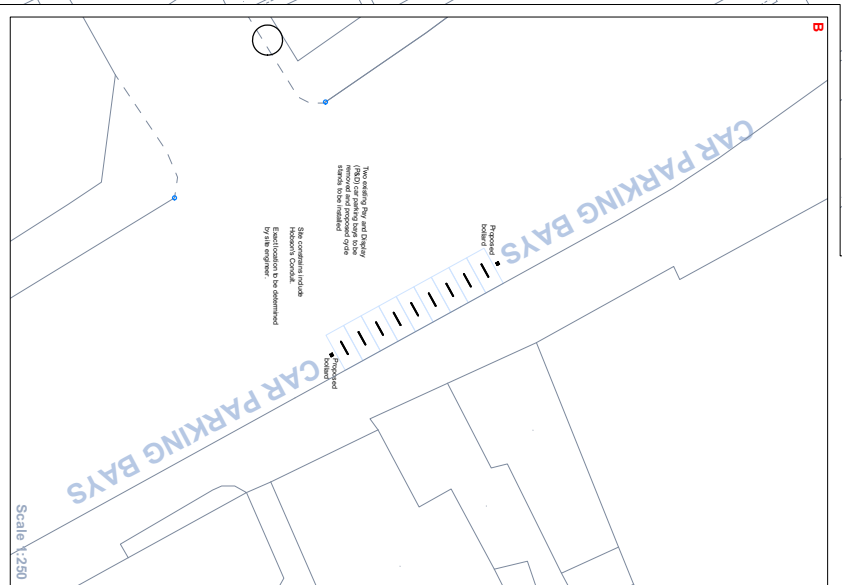 B
CAR PARKING BAYS
Two existing Pay and Display
(P&D) car parking bays to be
removed and proposed cycle
stands to be installed
Proposed
bollard
Site constrains include
Hobson's Conduit.
Exact location to be determined
by site engineer.
Proposed
bollard
CAR PARKING BAYS
Scale 1:250